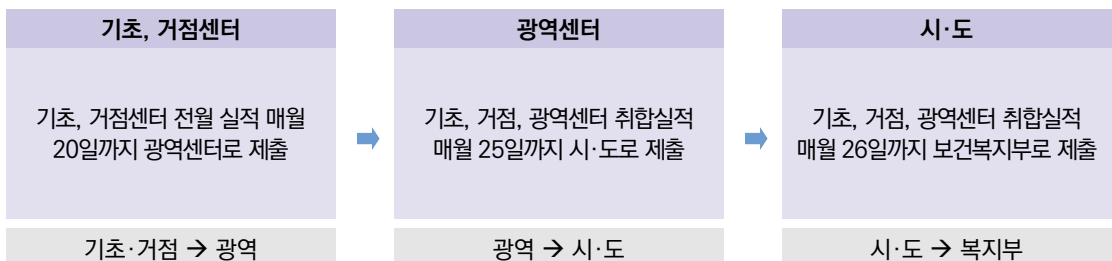 기초, 거점센터
기초, 거점센터 전월 실적 매월
20일까지 광역센터로 제출
기초·거점 → 광역
광역센터
기초, 거점, 광역센터 취합실적
매월 25일까지 시·도로 제출
광역 → 시·도
시·도
기초, 거점, 광역센터 취합실적
매월 26일까지 보건복지부로 제출
시·도 → 복지부